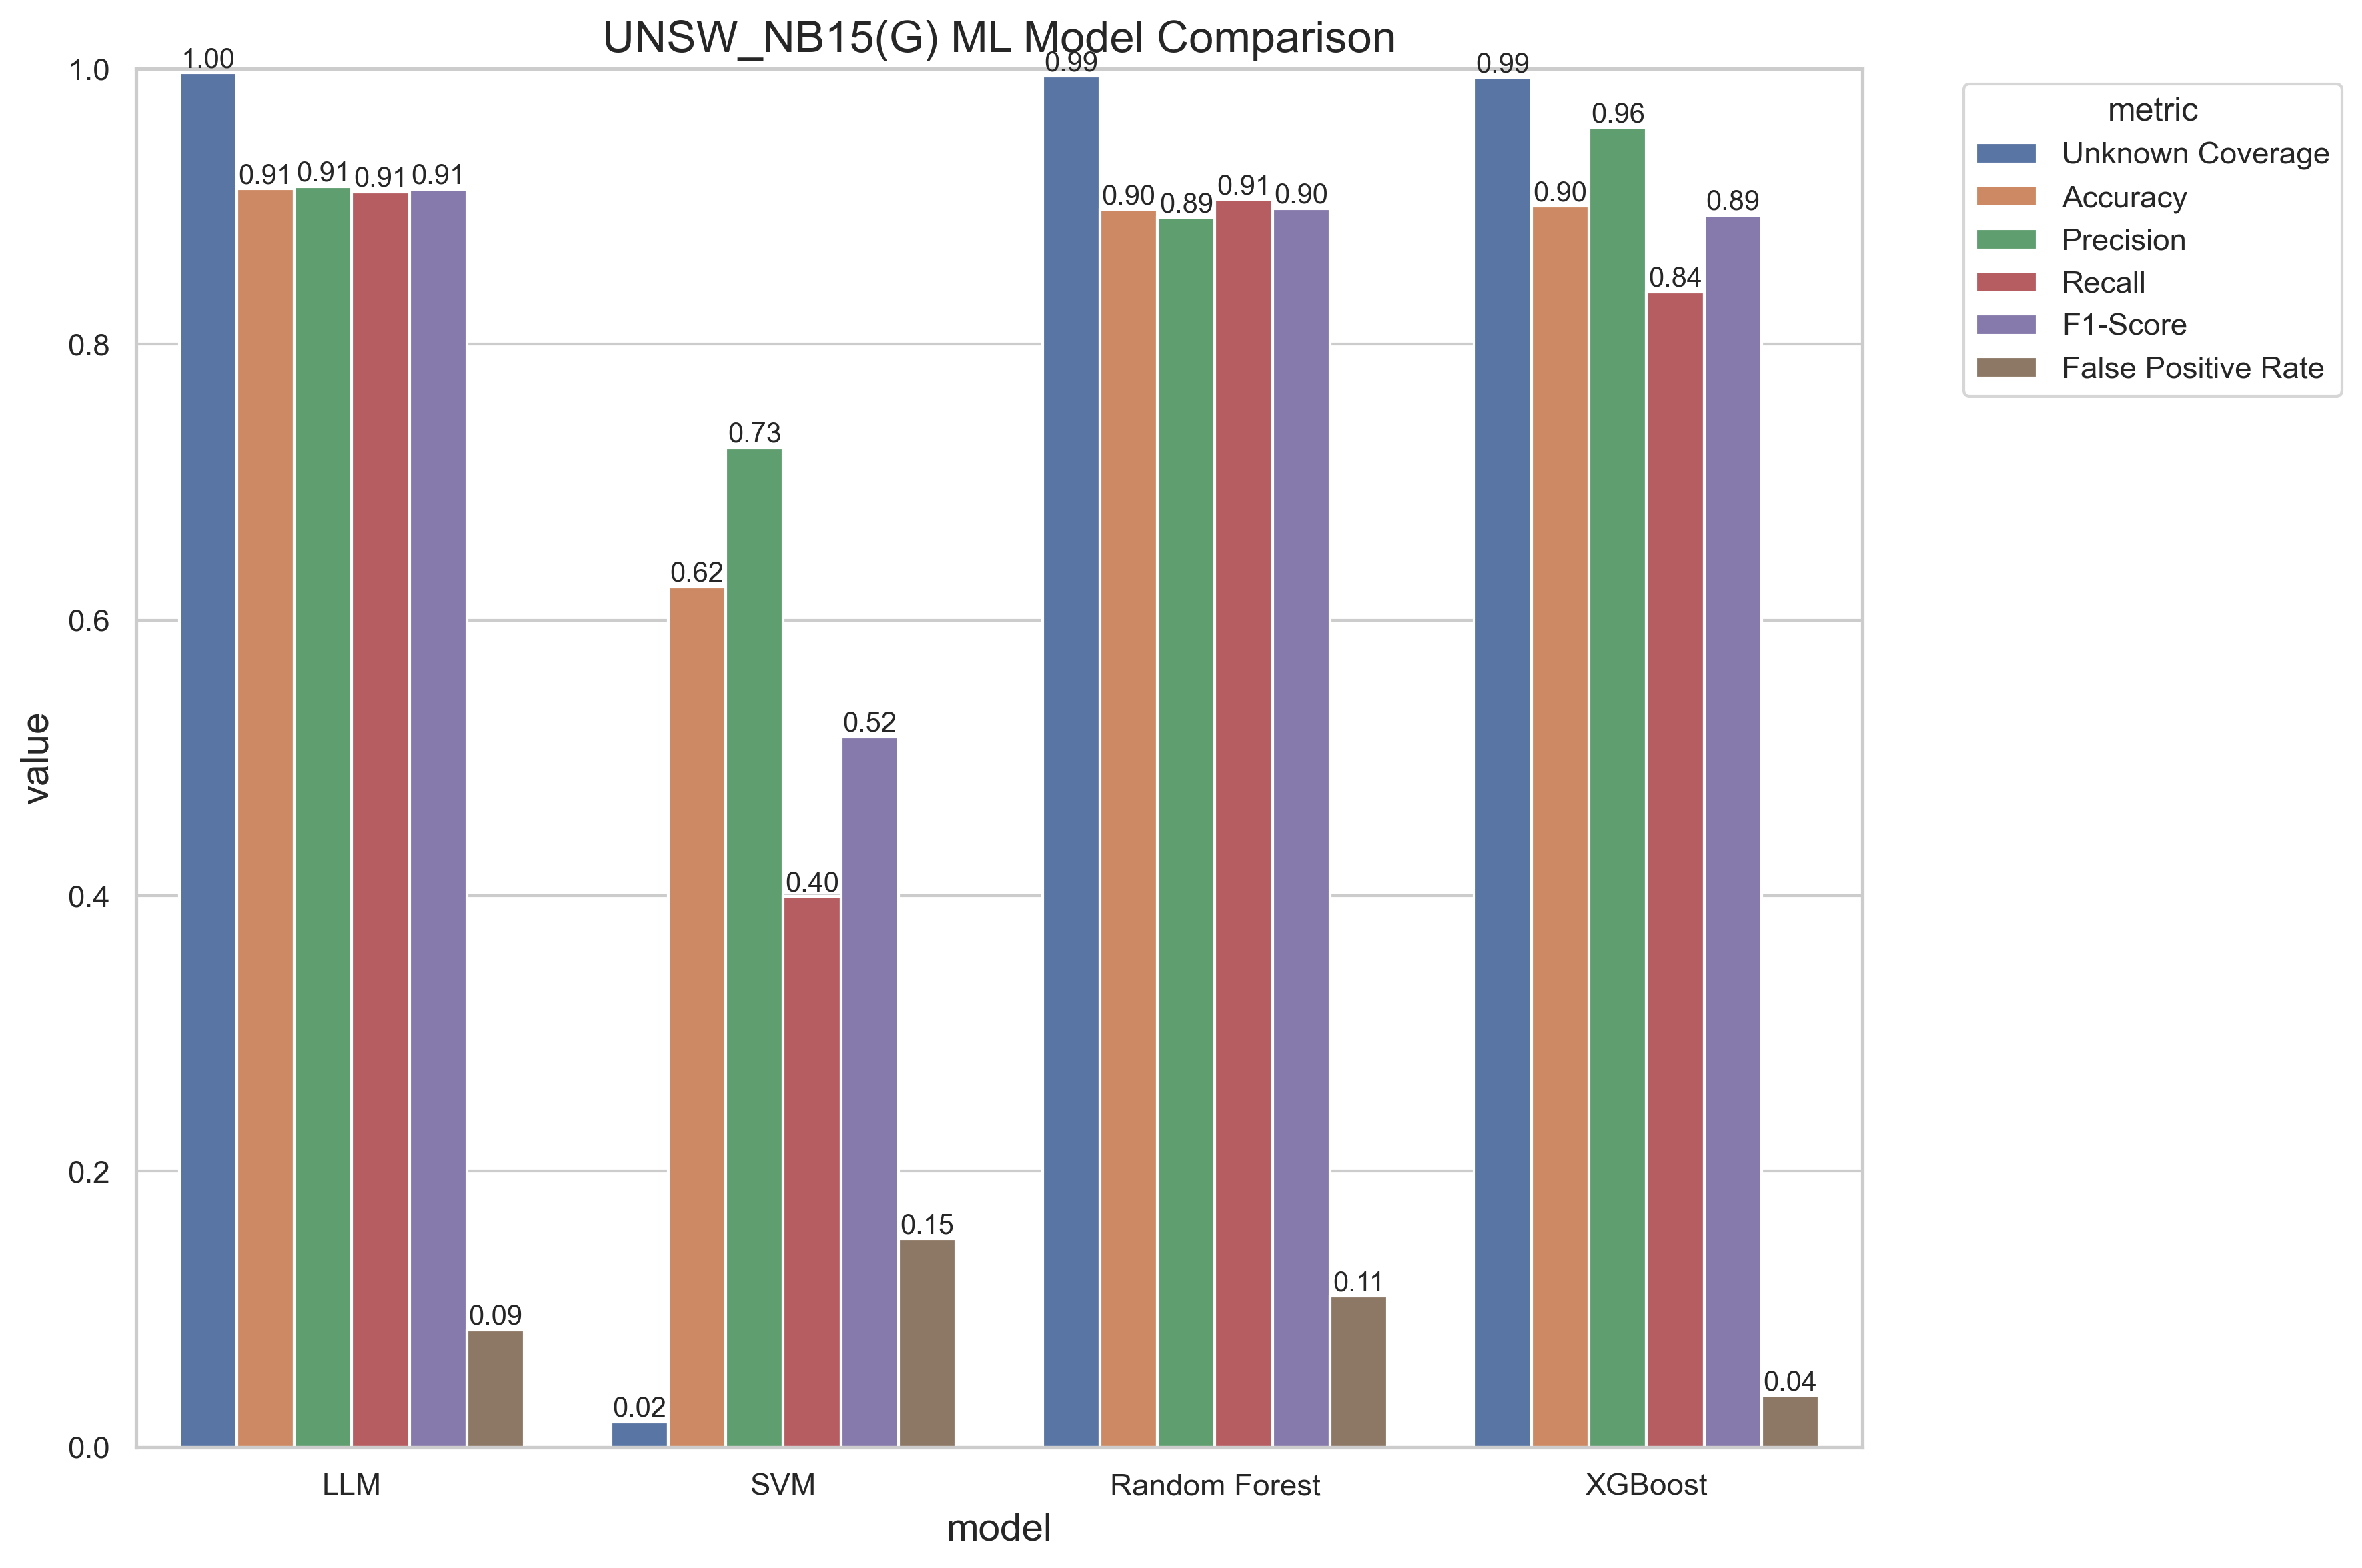 UNSW_NB15(G) ML Model Comparison
value
1.0
0.8
0.6
0.4
0.2
0.0
1.00
0.91
0.91
0.91
0.91
0.09
0.02
0.62
0.73
0.40
0.52
0.15
0.99
0.90
0.89
0.91
0.90
0.11
0.99
0.90
0.96
0.84
0.89
0.04
LLM
SVM
Random Forest
XGBoost
model
metric
Unknown Coverage
Accuracy
Precision
Recall
F1-Score
False Positive Rate